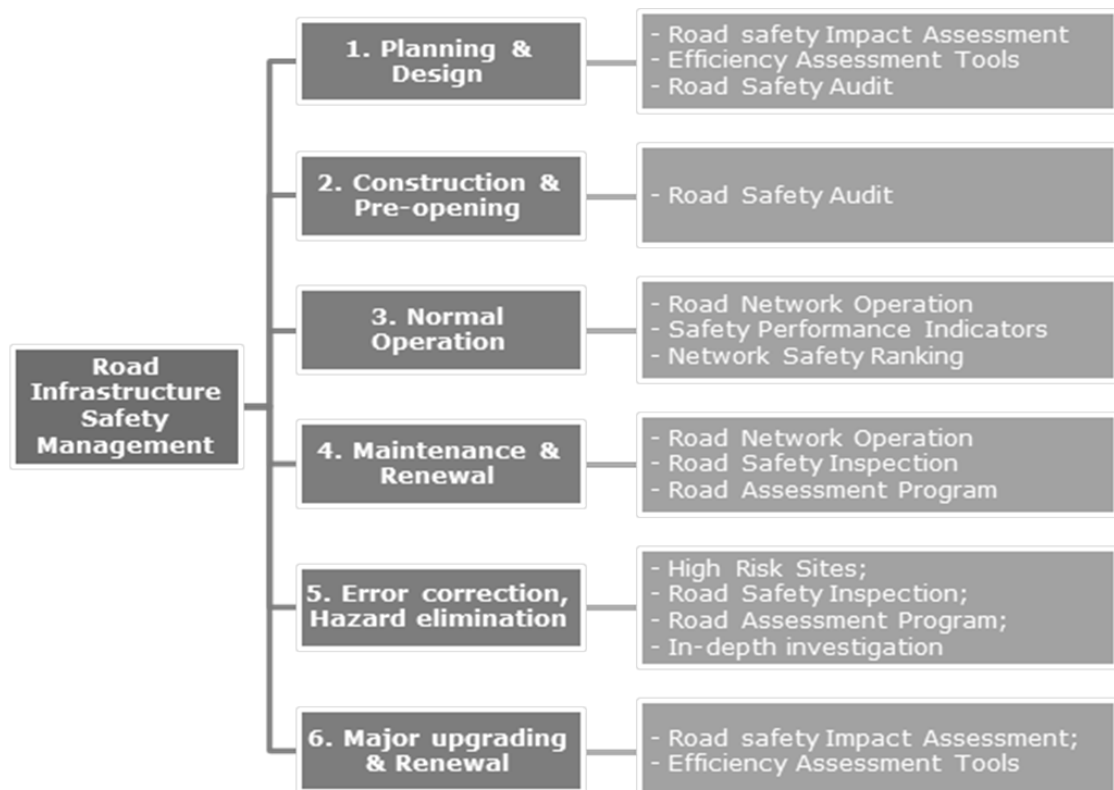 Road
Infrastructure
Safety
Management
1. Planning &
Design
- Road safety Impact Assessment
- Efficiency Assessment Tools
- Road Safety Audit
2. Construction &
Pre-opening
- Road Safety Audit
3. Normal
Operation
- Road Network Operation
- Safety Performance Indicators
- Network Safety Ranking
4. Maintenance &
Renewal
- Road Network Operation
- Road Safety Inspection
- Road Assessment Program
5. Error correction,
Hazard elimination
- High Risk Sites;
- Road Safety Inspection;
- Road Assessment Program;
- In-depth investigation
6. Major upgrading
& Renewal
- Road safety Impact Assessment;
- Efficiency Assessment Tools